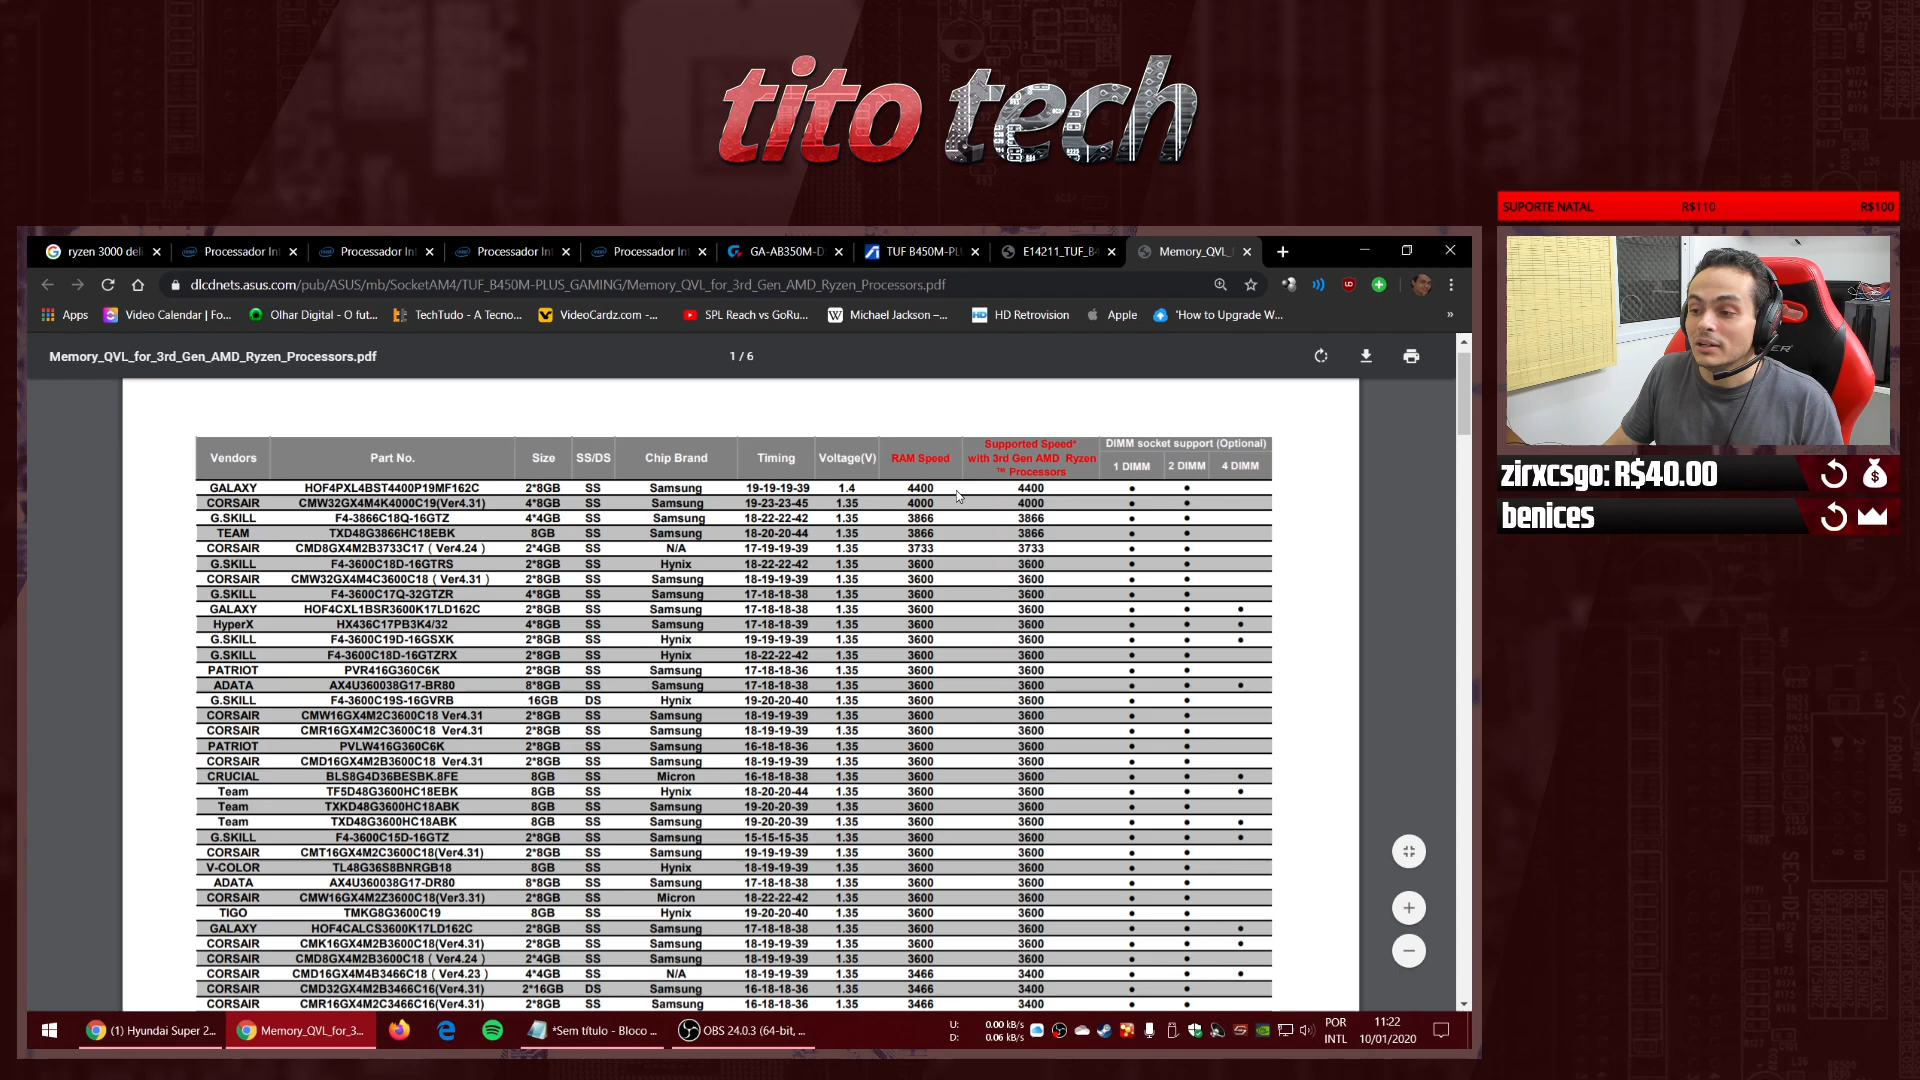 tito tech
SUPORTE NATAL R$110 R$100
ryzen 3000 deli
Processador Int
Processador Int
Processador Int
Processador Int
GA-AB350M-D
TUF B450M-PL
E14211_TUF_B4
Memory_QVL_
dlcdnets.asus.com/pub/ASUS/mb/SocketAM4/TUF_B450M-PLUS_GAMING/Memory_QVL_for_3rd_Gen_AMD_Ryzen_Processors.pdf
Apps
Video Calendar | Fo...
Olhar Digital - O fut...
TechTudo - A Tecno...
VideoCardz.com -...
SPL Reach vs GoRu...
Michael Jackson –...
HD Retrovision
Apple
'How to Upgrade W...
»
Memory_QVL_for_3rd_Gen_AMD_Ryzen_Processors.pdf
1 / 6
Vendors Part No. Size SS/DS Chip Brand Timing Voltage(V) RAM Speed Supported Speed* with 3rd Gen AMD Ryzen ™ Processors DIMM socket support (Optional)
1 DIMM 2 DIMM 4 DIMM
GALAXY HOF4PXL4BST4400P19MF162C 2*8GB SS Samsung 19-19-19-39 1.4 4400 4400 • •
CORSAIR CMW32GX4M4K4000C19(Ver4.31) 4*8GB SS Samsung 19-23-23-45 1.35 4000 4000 • •
G.SKILL F4-3866C18Q-16GTZ 4*4GB SS Samsung 18-22-22-42 1.35 3866 3866 • •
TEAM TXD48G3866HC18EBK 8GB SS Samsung 18-20-20-44 1.35 3866 3866 • •
CORSAIR CMD8GX4M2B3733C17 ( Ver4.24 ) 2*4GB SS N/A 17-19-19-39 1.35 3733 3733 • •
G.SKILL F4-3600C18D-16GTRS 2*8GB SS Hynix 18-22-22-42 1.35 3600 3600 • •
CORSAIR CMW32GX4M4C3600C18 ( Ver4.31 ) 2*8GB SS Samsung 18-19-19-39 1.35 3600 3600 • •
G.SKILL F4-3600C17Q-32GTZR 4*8GB SS Samsung 17-18-18-38 1.35 3600 3600 • •
GALAXY HOF4CXL1BSR3600K17LD162C 2*8GB SS Samsung 17-18-18-38 1.35 3600 3600 • • •
HyperX HX436C17PB3K4/32 4*8GB SS Samsung 17-18-18-39 1.35 3600 3600 • • •
G.SKILL F4-3600C19D-16GSXK 2*8GB SS Hynix 19-19-19-39 1.35 3600 3600 • • •
G.SKILL F4-3600C18D-16GTZRX 2*8GB SS Hynix 18-22-22-42 1.35 3600 3600 • •
PATRIOT PVR416G360C6K 2*8GB SS Samsung 17-18-18-36 1.35 3600 3600 • •
ADATA AX4U360038G17-BR80 8*8GB SS Samsung 17-18-18-38 1.35 3600 3600 • • •
G.SKILL F4-3600C19S-16GVRB 16GB DS Hynix 19-20-20-40 1.35 3600 3600 • •
CORSAIR CMW16GX4M2C3600C18 Ver4.31 2*8GB SS Samsung 18-19-19-39 1.35 3600 3600 • •
CORSAIR CMR16GX4M2C3600C18 Ver4.31 2*8GB SS Samsung 18-19-19-39 1.35 3600 3600 • •
PATRIOT PVLW416G360C6K 2*8GB SS Samsung 16-18-18-36 1.35 3600 3600 • •
CORSAIR CMD16GX4M2B3600C18 Ver4.31 2*8GB SS Samsung 18-19-19-39 1.35 3600 3600 • •
CRUCIAL BLS8G4D36BESBK.8FE 8GB SS Micron 16-18-18-38 1.35 3600 3600 • • •
Team TF5D48G3600HC18EBK 8GB SS Hynix 18-20-20-44 1.35 3600 3600 • • •
Team TXKD48G3600HC18ABK 8GB SS Samsung 19-20-20-39 1.35 3600 3600 • •
Team TXD48G3600HC18ABK 8GB SS Samsung 19-20-20-39 1.35 3600 3600 • • •
G.SKILL F4-3600C15D-16GTZ 2*8GB SS Samsung 15-15-15-35 1.35 3600 3600 • • •
CORSAIR CMT16GX4M2C3600C18(Ver4.31) 2*8GB SS Samsung 19-19-19-39 1.35 3600 3600 • •
V-COLOR TL48G36S8BNRGB18 8GB SS Hynix 18-19-19-39 1.35 3600 3600 • •
ADATA AX4U360038G17-DR80 8*8GB SS Samsung 17-18-18-38 1.35 3600 3600 • •
CORSAIR CMW16GX4M2Z3600C18(Ver3.31) 2*8GB SS Micron 18-22-22-42 1.35 3600 3600 • •
TIGO TMKG8G3600C19 8GB SS Hynix 19-20-20-40 1.35 3600 3600 • •
GALAXY HOF4CALCS3600K17LD162C 2*8GB SS Samsung 17-18-18-38 1.35 3600 3600 • • •
CORSAIR CMK16GX4M2B3600C18(Ver4.31) 2*8GB SS Samsung 18-19-19-39 1.35 3600 3600 • • •
CORSAIR CMD8GX4M2B3600C18 ( Ver4.24 ) 2*4GB SS Samsung 18-19-19-39 1.35 3600 3600 • •
CORSAIR CMD16GX4M4B3466C18 ( Ver4.23 ) 4*4GB SS N/A 18-19-19-39 1.35 3466 3400 • • •
CORSAIR CMD32GX4M2B3466C16(Ver4.31) 2*16GB DS Samsung 16-18-18-36 1.35 3466 3400 • •
CORSAIR CMR16GX4M2C3466C16(Ver4.31) 2*8GB SS Samsung 16-18-18-36 1.35 3466 3400 • •
zirxcsgo: R$40.00
benices
(1) Hyundai Super 2...
Memory_QVL_for_3...
*Sem título - Bloco ...
OBS 24.0.3 (64-bit, ...
U: 0.00 kB/s
D: 0.06 kB/s
POR
INTL
11:22
10/01/2020